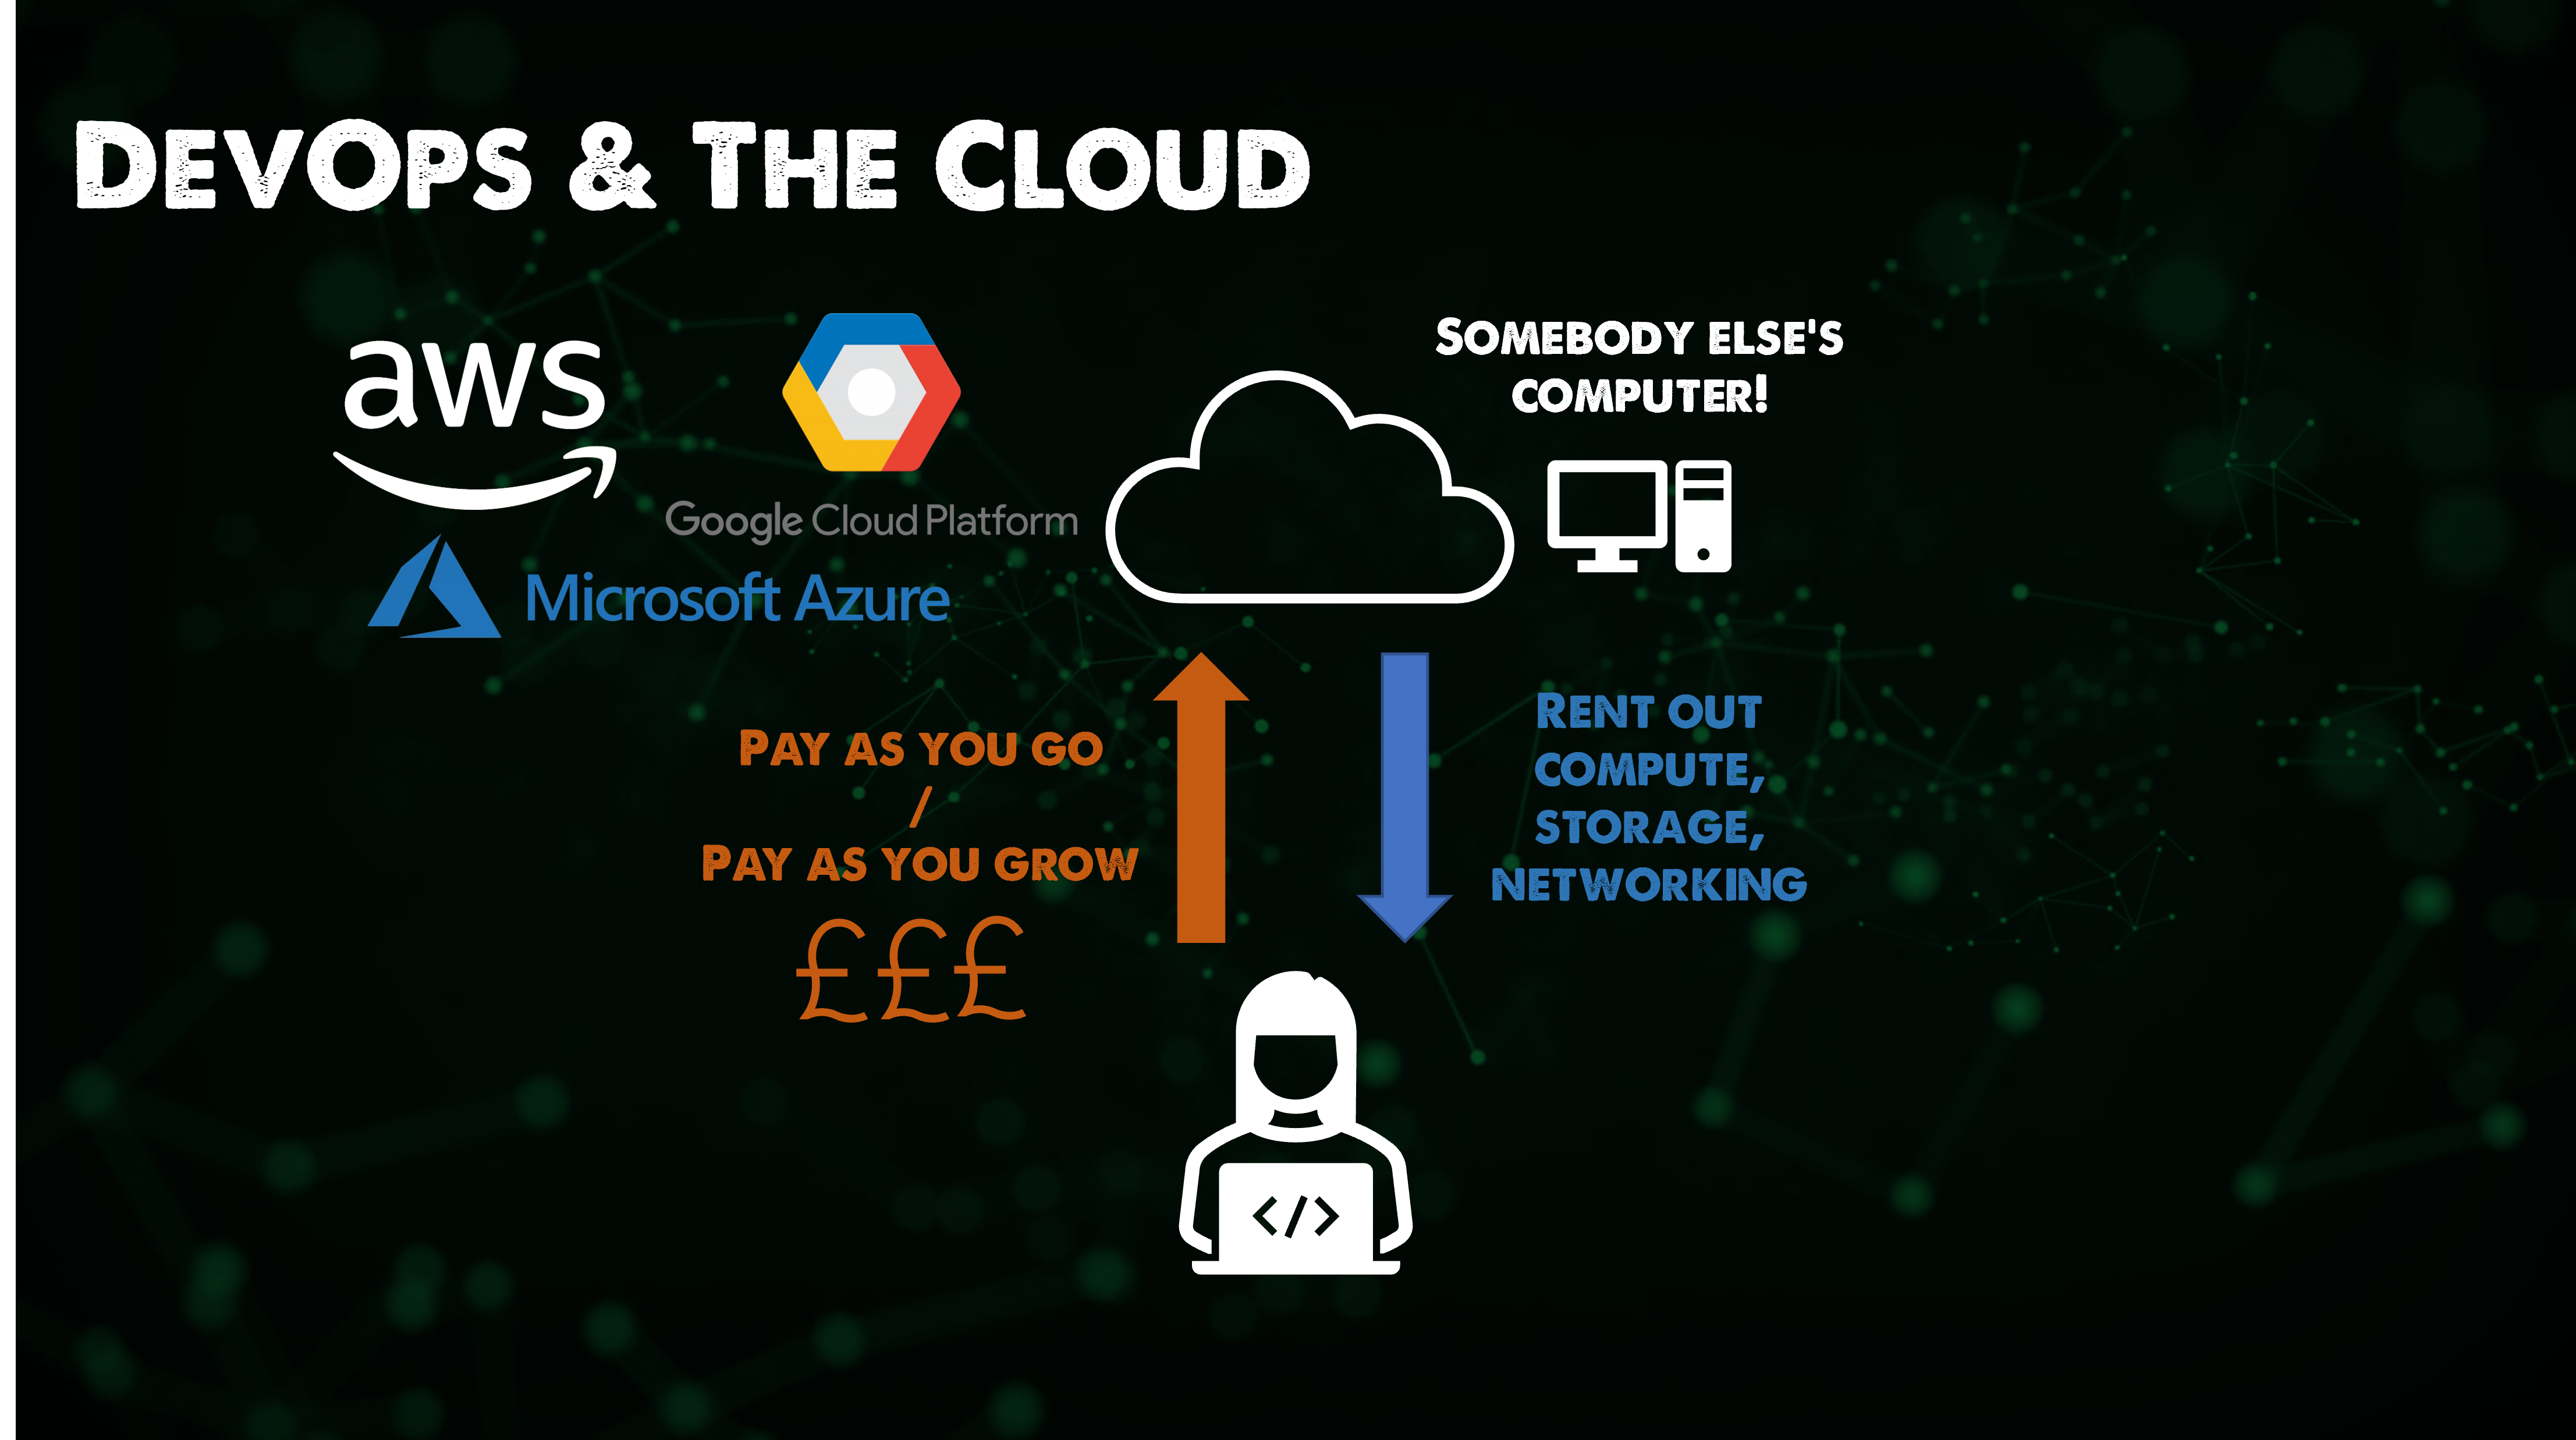 DevOps & The Cloud
aws
Google Cloud Platform
Microsoft Azure
Somebody else's
computer!
Pay as you go
/
Pay as you grow
£££
Rent out
compute,
storage,
networking
</>